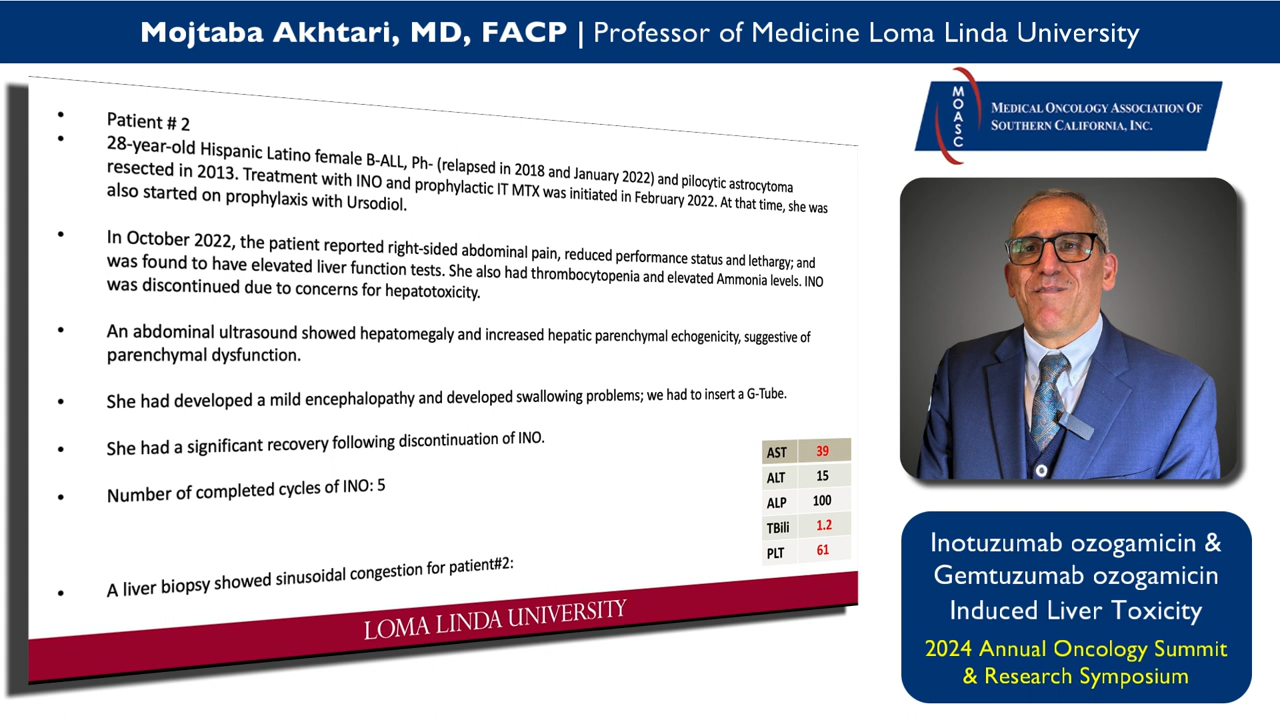 Mojtaba Akhtari, MD, FACP | Professor of Medicine Loma Linda University
• Patient # 2
• 28-year-old Hispanic Latino female B-ALL, Ph- (relapsed in 2018 and January 2022) and pilocytic astrocytoma
resected in 2013. Treatment with INO and prophylactic IT MTX was initiated in February 2022. At that time, she was
also started on prophylaxis with Ursodiol.
• In October 2022, the patient reported right-sided abdominal pain, reduced performance status and lethargy; and
was found to have elevated liver function tests. She also had thrombocytopenia and elevated Ammonia levels. INO
was discontinued due to concerns for hepatotoxicity.
• An abdominal ultrasound showed hepatomegaly and increased hepatic parenchymal echogenicity, suggestive of
parenchymal dysfunction.
• She had developed a mild encephalopathy and developed swallowing problems; we had to insert a G-Tube.
• She had a significant recovery following discontinuation of INO.
• Number of completed cycles of INO: 5
AST 39
ALT 15
ALP 100
TBili 1.2
PLT 61
• A liver biopsy showed sinusoidal congestion for patient#2:
LOMA LINDA UNIVERSITY
MOASC
MEDICAL ONCOLOGY ASSOCIATION OF
SOUTHERN CALIFORNIA, INC.
Inotuzumab ozogamicin &
Gemtuzumab ozogamicin
Induced Liver Toxicity
2024 Annual Oncology Summit
& Research Symposium